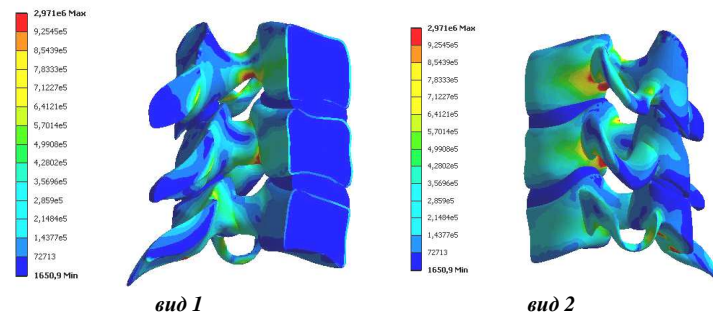 2,971e6 Max
9,2545e5
8,5439e5
7,8333e5
7,1227e5
6,4121e5
5,7014e5
4,9908e5
4,2802e5
3,5696e5
2,859e5
2,1484e5
1,4377e5
72713
1650,9 Min
2,971e6 Max
9,2545e5
8,5439e5
7,8333e5
7,1227e5
6,4121e5
5,7014e5
4,9908e5
4,2802e5
3,5696e5
2,859e5
2,1484e5
1,4377e5
72713
1650,9 Min
вид 1
вид 2